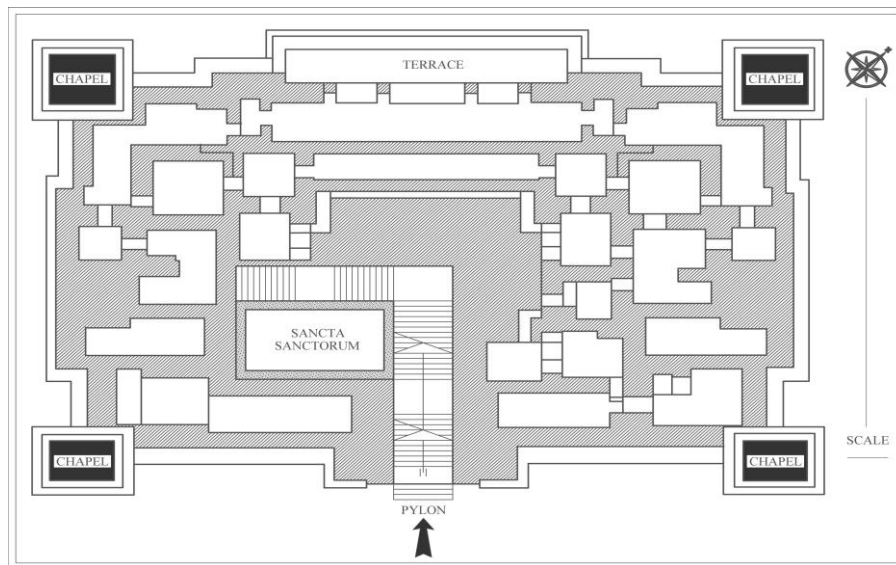 TERRACE
CHAPEL
CHAPEL
SANCTA
SANCTORUM
SCALE
CHAPEL
CHAPEL
PYLON